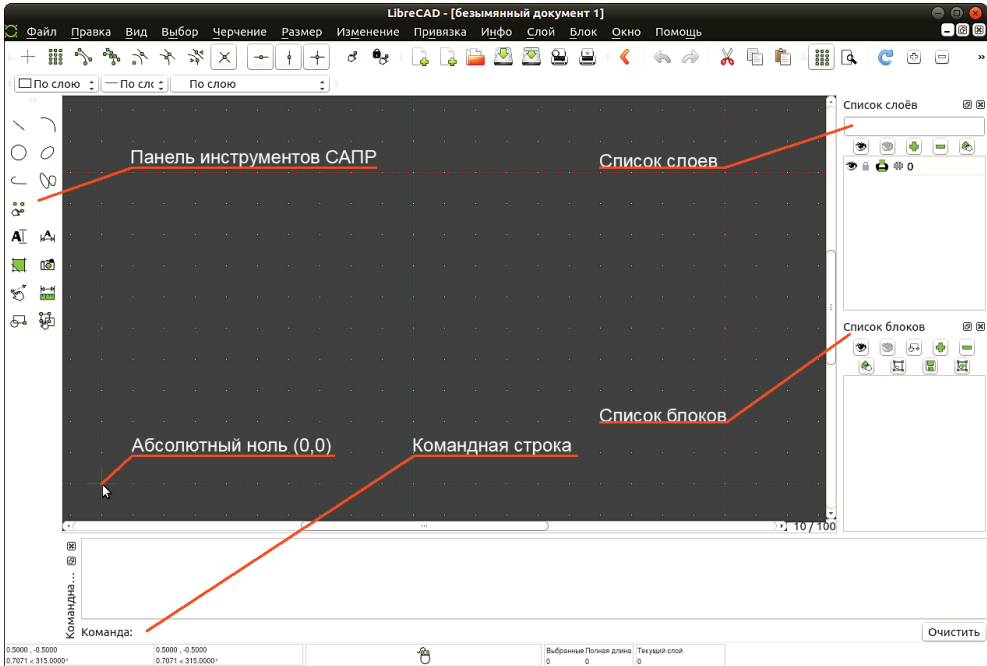 LibreCAD - [безымянный документ 1]
Файл Правка Вид Выбор Черчение Размер Изменение Привязка Инфо Слой Блок Окно Помощь
»
По слою По слс По слою
Список слоёв
Панель инструментов САПР
Список слоев
0
A A
Список блоков
Список блоков
Абсолютный ноль (0,0) Командная строка
10 / 100
Командна...
Команда:
Очистить
0.5000 , -0.5000 0.5000 , -0.5000 Выбранные Полная длина Текущий слой
0.7071 < 315.0000° 0.7071 < 315.0000° 0 0 0